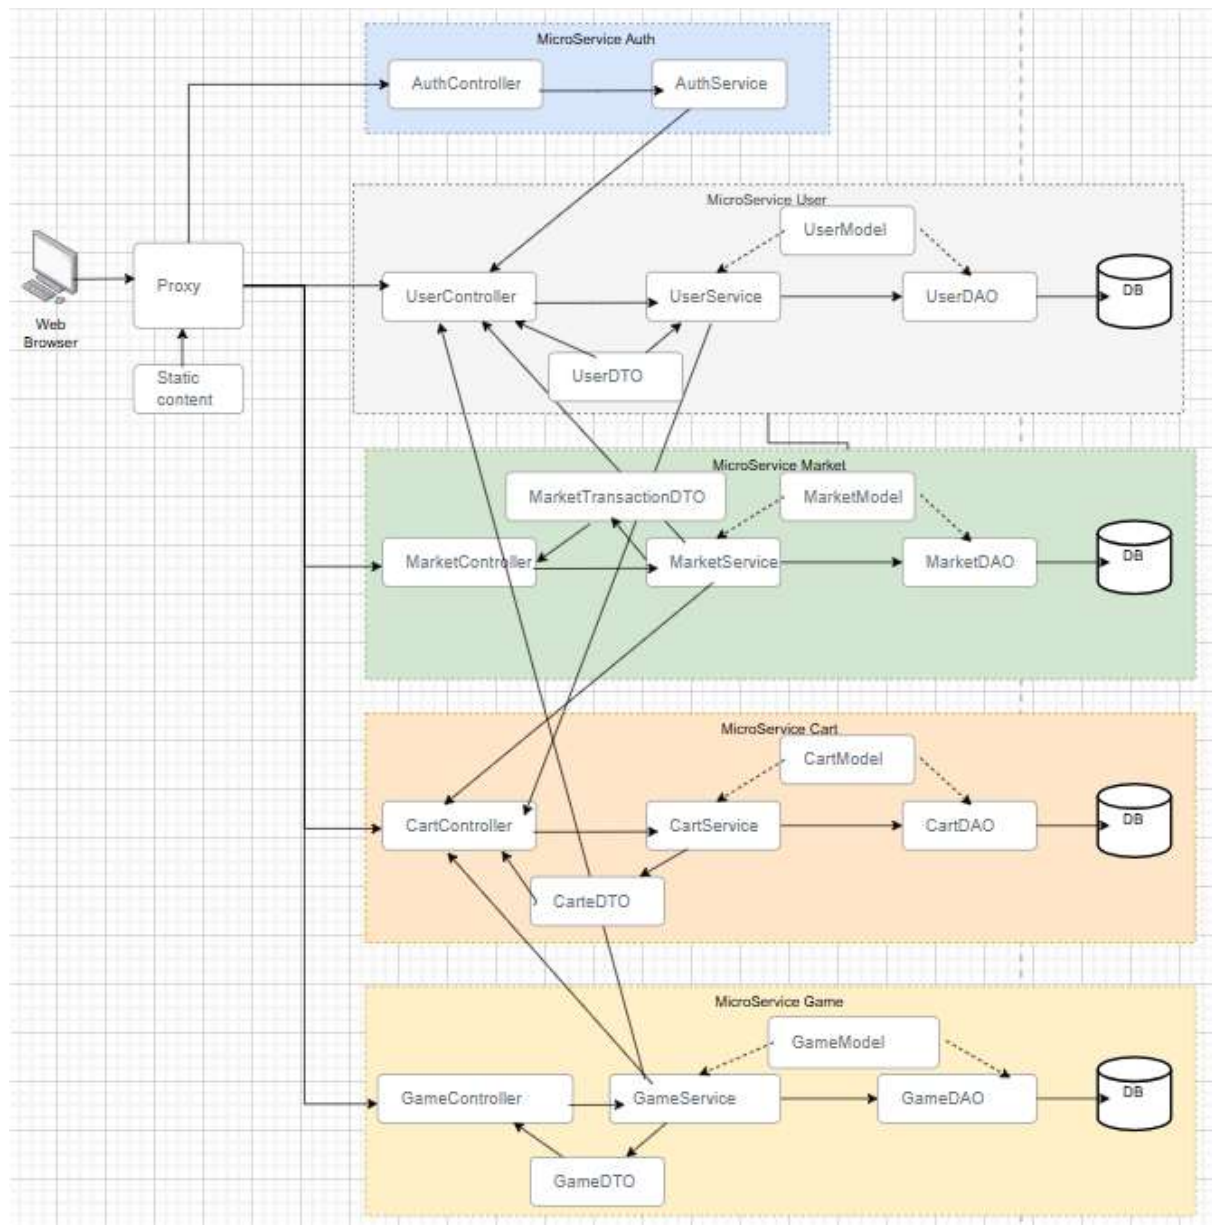 MicroService Auth
AuthController
AuthService
MicroService User
UserModel
Web
Browser
Proxy
Static
content
UserController
UserService
UserDAO
DB
UserDTO
MicroService Market
MarketTransactionDTO
MarketModel
MarketController
MarketService
MarketDAO
DB
MicroService Cart
CartModel
CartController
CartService
CartDAO
DB
CarteDTO
MicroService Game
GameModel
GameController
GameService
GameDAO
DB
GameDTO